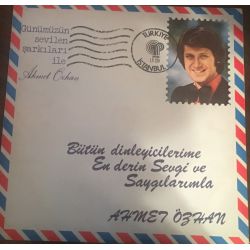 Günümüzün
sevilen
şarkıları
ile
Ahmet Özhan
TÜRKİYE
İSTANBUL
Bütün dinleyicilerime
En derin Sevgi ve
Saygılarımla
AHMET ÖZHAN